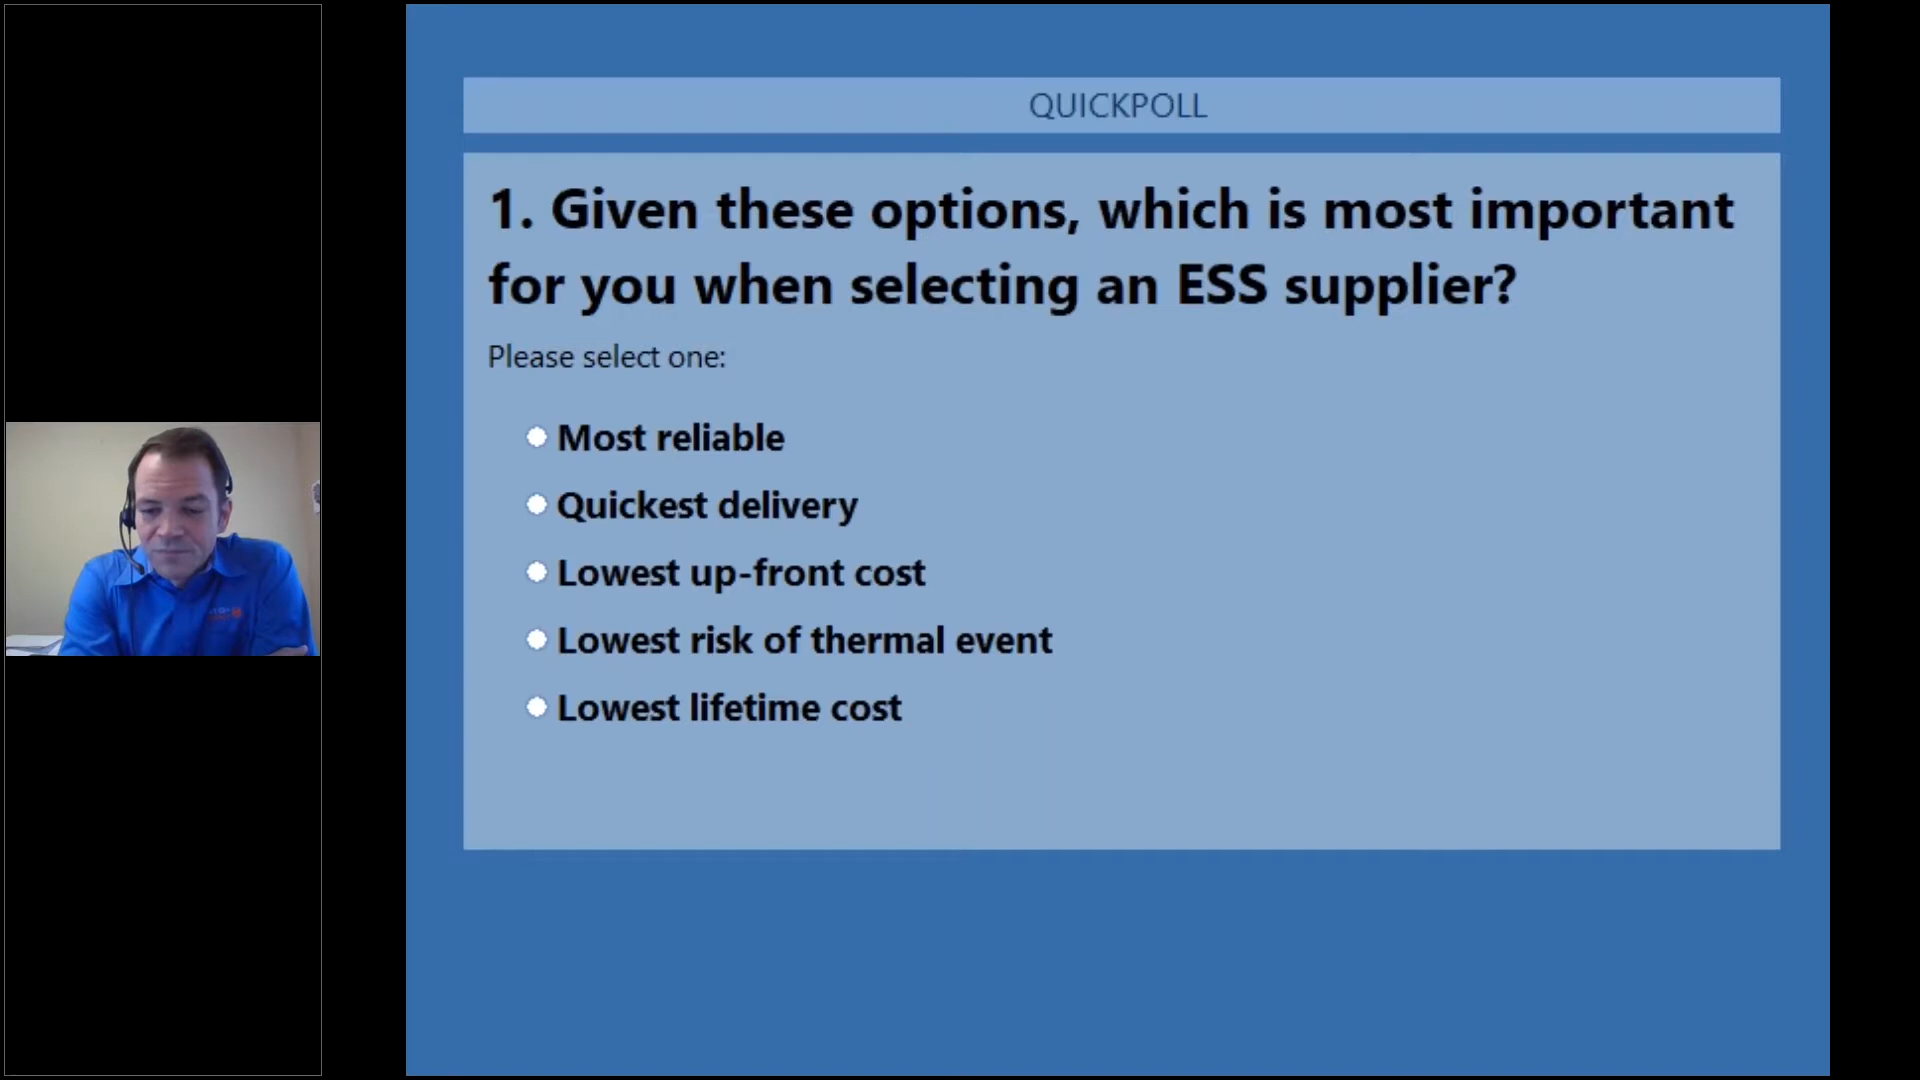 QUICKPOLL
1. Given these options, which is most important
for you when selecting an ESS supplier?
Please select one:
Most reliable
Quickest delivery
Lowest up-front cost
Lowest risk of thermal event
Lowest lifetime cost